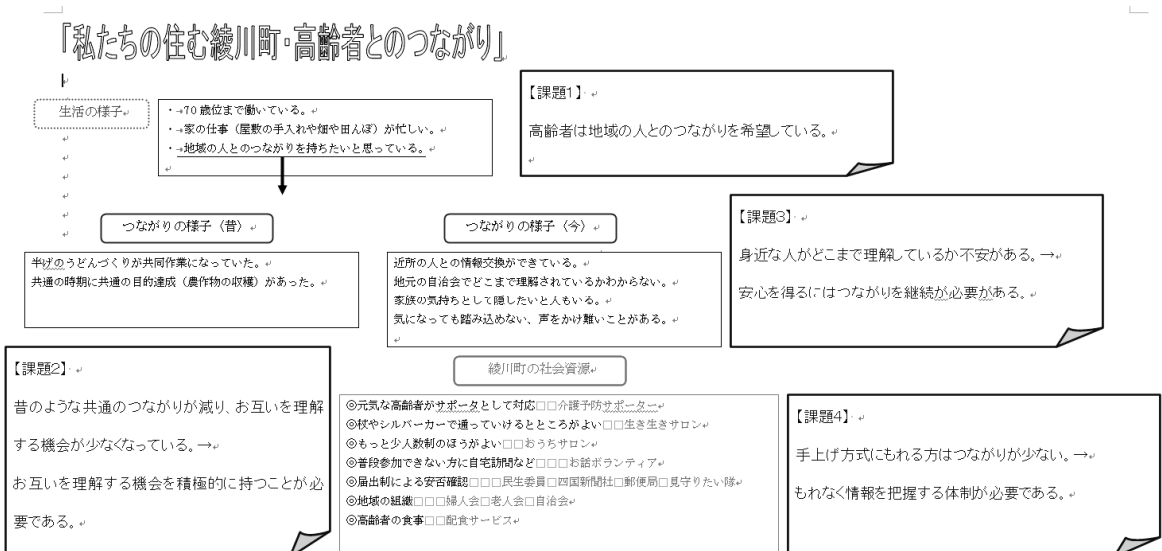 「私たちの住む綾川町・高齢者とのつながり」
生活の様子
・→70歳位まで働いている。
・→家の仕事（屋敷の手入れや畑や田んぼ）が忙しい。
・→地域の人とのつながりを持ちたいと思っている。
【課題1】
高齢者は地域の人とのつながりを希望している。
つながりの様子〈昔〉
半げのうどんづくりが共同作業になっていた。
共通の時期に共通の目的達成（農作物の収穫）があった。
つながりの様子〈今〉
近所の人との情報交換ができている。
地元の自治会でどこまで理解されているかわからない。
家族の気持ちとして隠したいと人もいる。
気になっても踏み込めない、声をかけ難いことがある。
【課題3】
身近な人がどこまで理解しているか不安がある。→
安心を得るにはつながりを継続が必要がある。
【課題2】
昔のような共通のつながりが減り、お互いを理解
する機会が少なくなっている。→
お互いを理解する機会を積極的に持つことが必
要である。
綾川町の社会資源
◎元気な高齢者がサポータとして対応□□介護予防サポーター
◎杖やシルバーカーで通っていけるとところがよい□□生き生きサロン
◎もっと少人数制のほうがよい□□おうちサロン
◎普段参加できない方に自宅訪問など□□□お話ボランティア
◎届出制による安否確認□□□民生委員□四国新聞社□郵便局□見守りたい隊
◎地域の組織□□□婦人会□老人会□自治会
◎高齢者の食事□□配食サービス
【課題4】
手上げ方式にもれる方はつながりが少ない。→
もれなく情報を把握する体制が必要である。